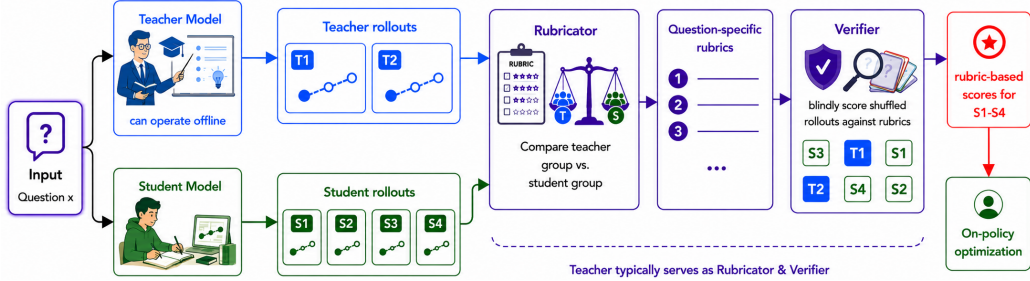 ?
Input
Question x
Teacher Model
can operate offline
Student Model
Teacher rollouts
T1
T2
Student rollouts
S1
S2
S3
S4
Rubricator
RUBRIC
T
S
Compare teacher
group vs.
student group
Question-specific
rubrics
1
2
3
...
Verifier
? ?
blindly score shuffled
rollouts against rubrics
S3
T1
S1
T2
S4
S2
rubric-based
scores for
S1-S4
On-policy
optimization
Teacher typically serves as Rubricator & Verifier